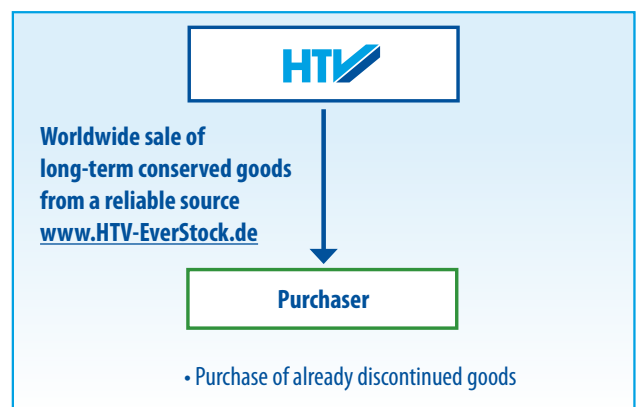 HTV
Worldwide sale of
long-term conserved goods
from a reliable source
www.HTV-EverStock.de
Purchaser
• Purchase of already discontinued goods